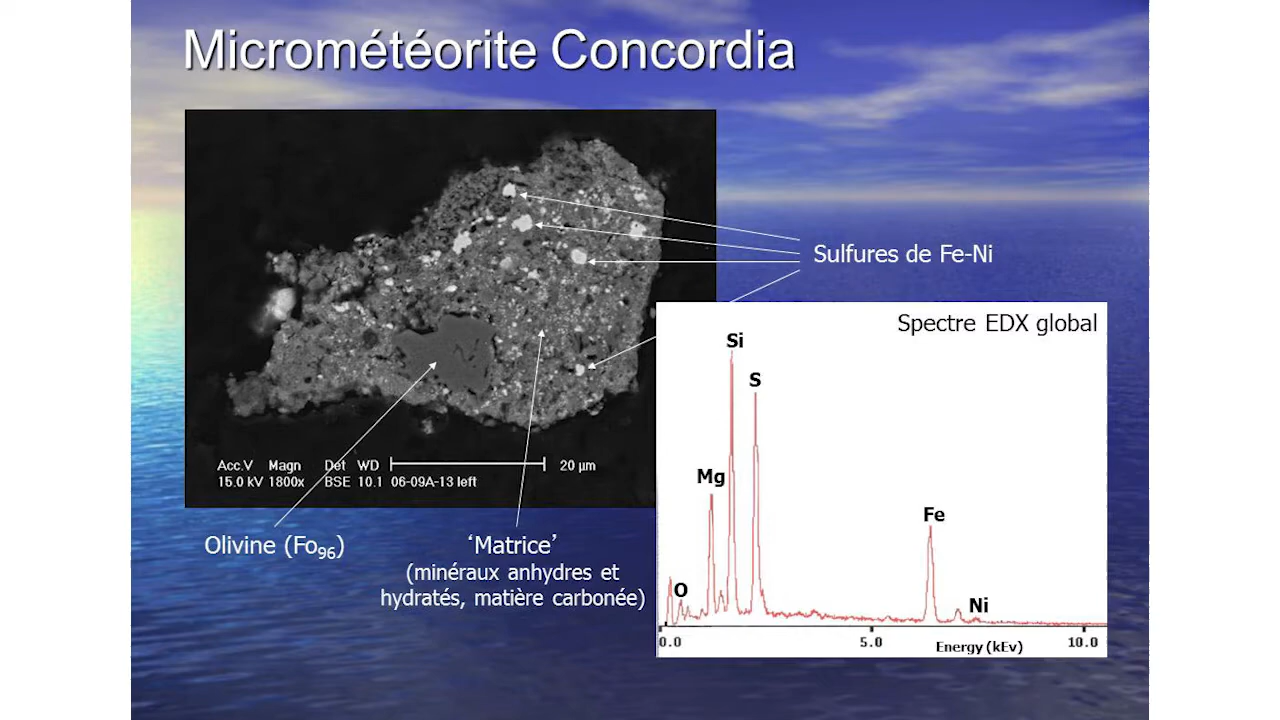 Micrométéorite Concordia
Sulfures de Fe-Ni
Spectre EDX global
Si
S
Mg
Fe
O
Ni
0.0 5.0 10.0
Energy (kEv)
Acc.V Magn Det WD 20 µm
15.0 kV 1800x BSE 10.1 06-09A-13 left
Olivine (Fo96)
‘Matrice’
(minéraux anhydres et
hydratés, matière carbonée)